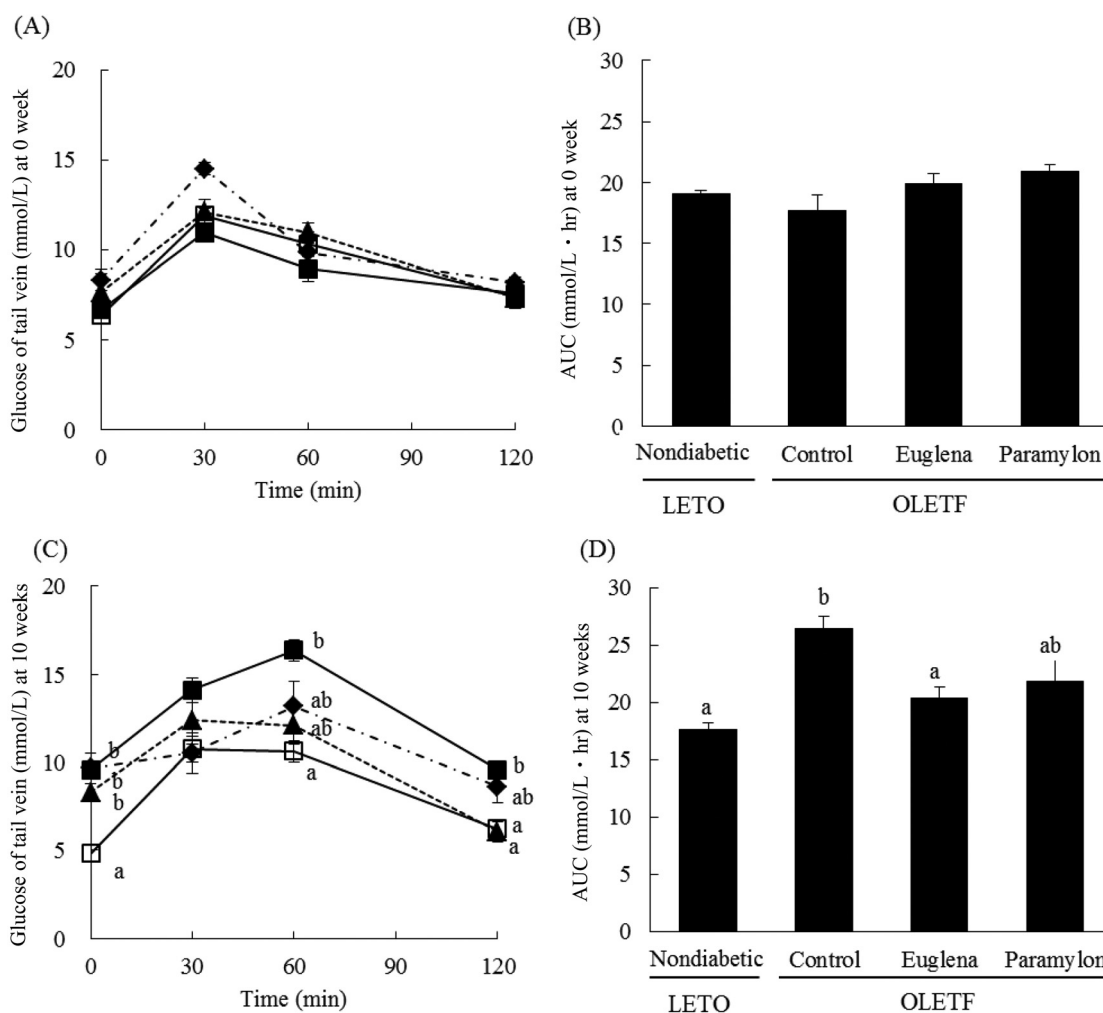 (A)
Glucose of tail vein (mmol/L) at 0 week
20
15
10
5
0
0 30 60 90 120
Time (min)
(B)
AUC (mmol/L・hr) at 0 week
30
25
20
15
10
5
0
Nondiabetic Control Euglena Paramylon
LETO OLETF
(C)
Glucose of tail vein (mmol/L) at 10 weeks
20
15
10
5
0
b
b
b
a
b
ab
ab
a
b
ab
a
a
0 30 60 90 120
Time (min)
(D)
AUC (mmol/L・hr) at 10 weeks
30
25
20
15
10
5
0
a b a ab
Nondiabetic Control Euglena Paramylon
LETO OLETF